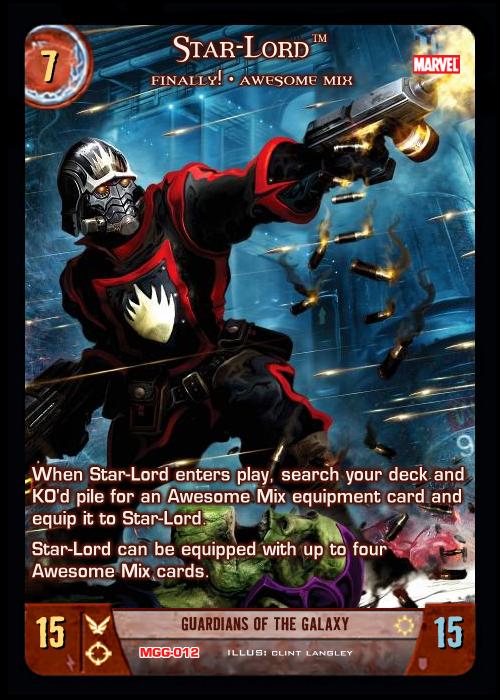 7
STAR-LORD™
FINALLY! • AWESOME MIX
MARVEL
When Star-Lord enters play, search your deck and
KO'd pile for an Awesome Mix equipment card and
equip it to Star-Lord.
Star-Lord can be equipped with up to four
Awesome Mix cards.
15
GUARDIANS OF THE GALAXY
15
MGG-012
ILLUS: CLINT LANGLEY